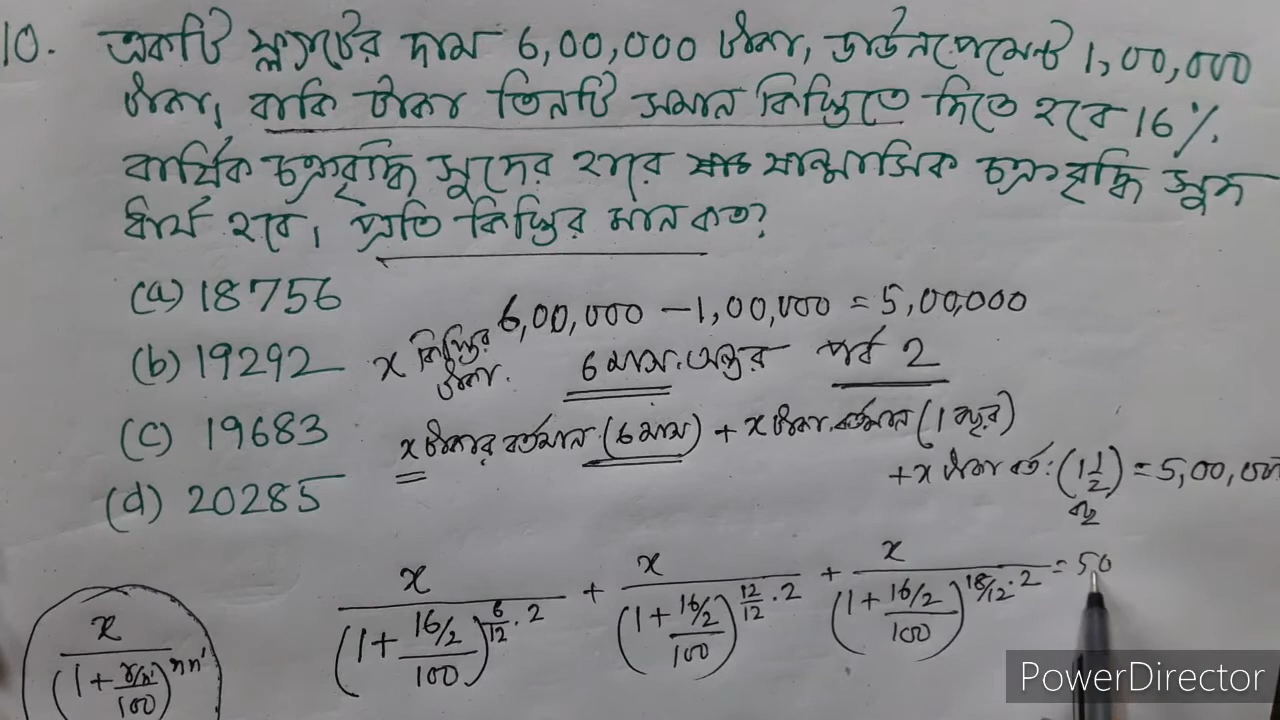 10. একটি ফ্ল্যাটের দাম 6,00,000 টাকা, ডাউনপেমেন্ট 1,00,000
টাকা, বাকি টাকা তিনটি সমান কিস্তিতে দিতে হবে 16%
বার্ষিক চক্রবৃদ্ধি সুদের হারে ষান্মাসিক চক্রবৃদ্ধি সুদ
ধার্য হবে, প্রতি কিস্তির মান কত?
(a) 18756
6,00,000 - 1,00,000 = 5,00,000
(b) 19292
x কিস্তির টাকা.
6 মাস অন্তর পর্ব 2
(c) 19683
x টাকার বর্তমান (6 মাস) + x টাকা বর্তমান (1 বছর)
+ x টাকা বর্ত: (1 1/2) = 5,00,000
বছ
(d) 20285
x/(1+(16/2)/100)^(6/12 · 2) + x/(1+(16/2)/100)^(12/12 · 2) + x/(1+(16/2)/100)^(18/12 · 2) = 5,0
x/(1+(r/n')/100)^nn'
PowerDirector